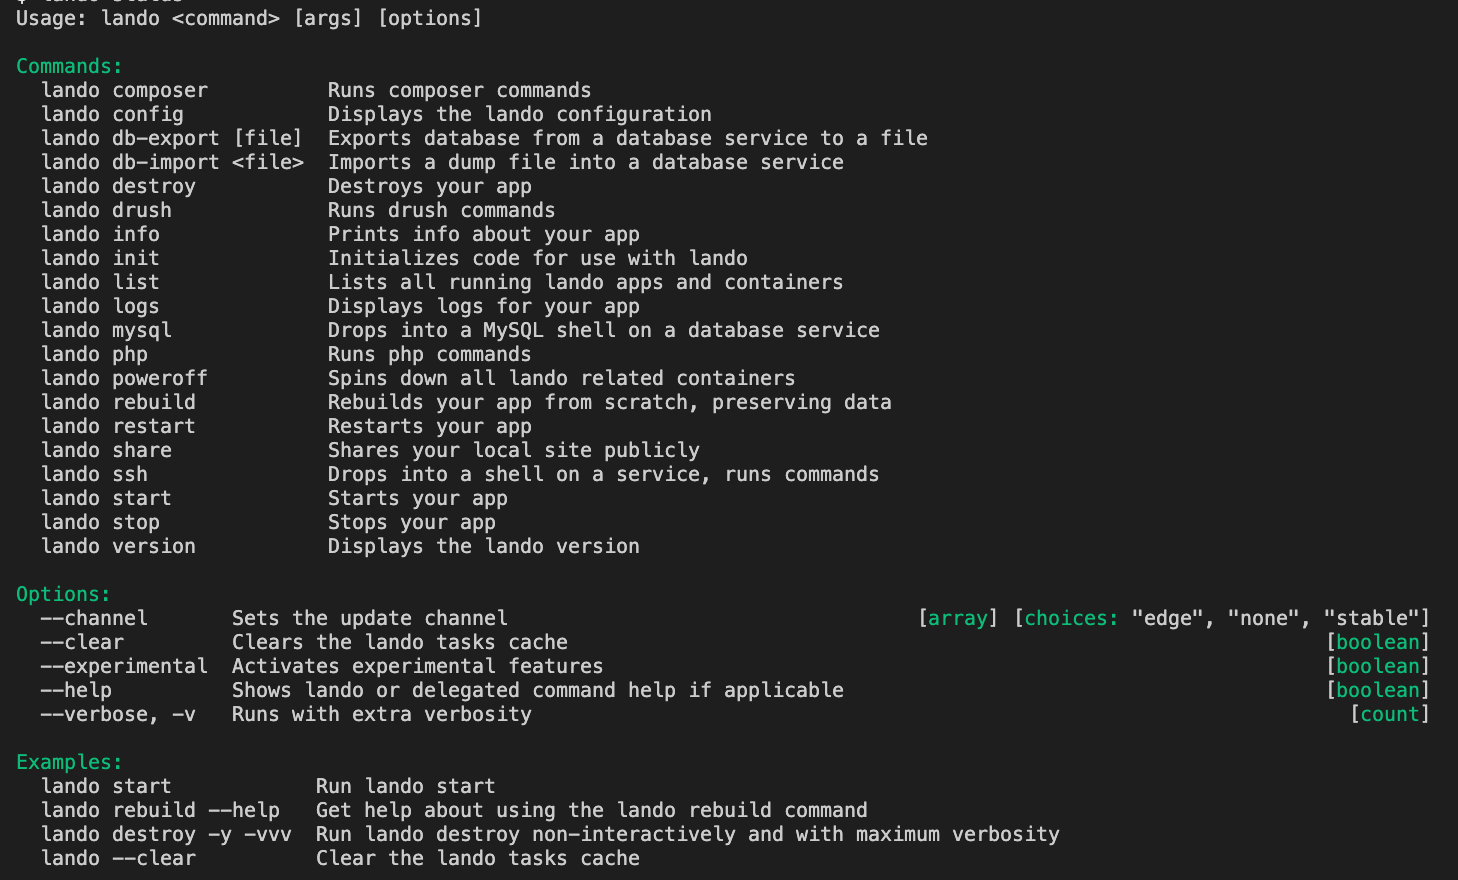 Usage: lando <command> [args] [options]
Commands:
lando composer Runs composer commands
lando config Displays the lando configuration
lando db-export [file] Exports database from a database service to a file
lando db-import <file> Imports a dump file into a database service
lando destroy Destroys your app
lando drush Runs drush commands
lando info Prints info about your app
lando init Initializes code for use with lando
lando list Lists all running lando apps and containers
lando logs Displays logs for your app
lando mysql Drops into a MySQL shell on a database service
lando php Runs php commands
lando poweroff Spins down all lando related containers
lando rebuild Rebuilds your app from scratch, preserving data
lando restart Restarts your app
lando share Shares your local site publicly
lando ssh Drops into a shell on a service, runs commands
lando start Starts your app
lando stop Stops your app
lando version Displays the lando version
Options:
--channel Sets the update channel [array] [choices: "edge", "none", "stable"]
--clear Clears the lando tasks cache [boolean]
--experimental Activates experimental features [boolean]
--help Shows lando or delegated command help if applicable [boolean]
--verbose, -v Runs with extra verbosity [count]
Examples:
lando start Run lando start
lando rebuild --help Get help about using the lando rebuild command
lando destroy -y -vvv Run lando destroy non-interactively and with maximum verbosity
lando --clear Clear the lando tasks cache